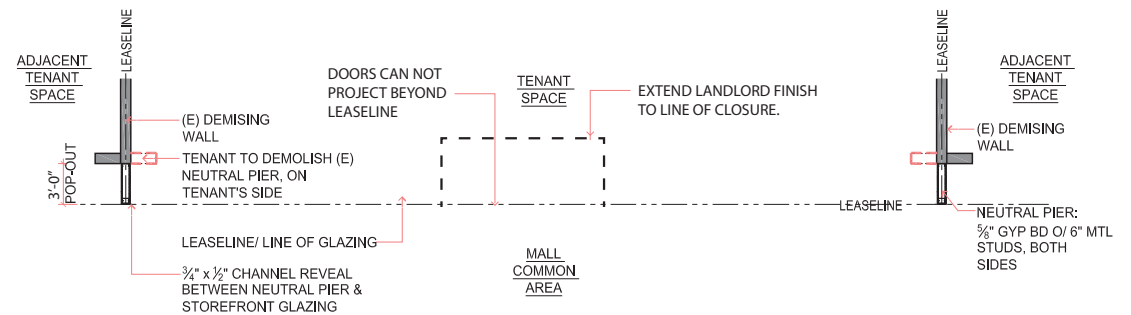 LEASELINE
ADJACENT
TENANT
SPACE
(E) DEMISING
WALL
TENANT TO DEMOLISH (E)
NEUTRAL PIER, ON
TENANT'S SIDE
3'-0"
POP-OUT
LEASELINE/ LINE OF GLAZING
¾" x ½" CHANNEL REVEAL
BETWEEN NEUTRAL PIER &
STOREFRONT GLAZING
DOORS CAN NOT
PROJECT BEYOND
LEASELINE
TENANT
SPACE
EXTEND LANDLORD FINISH
TO LINE OF CLOSURE.
MALL
COMMON
AREA
LEASELINE
LEASELINE
ADJACENT
TENANT
SPACE
(E) DEMISING
WALL
NEUTRAL PIER:
⅝" GYP BD O/ 6" MTL
STUDS, BOTH
SIDES